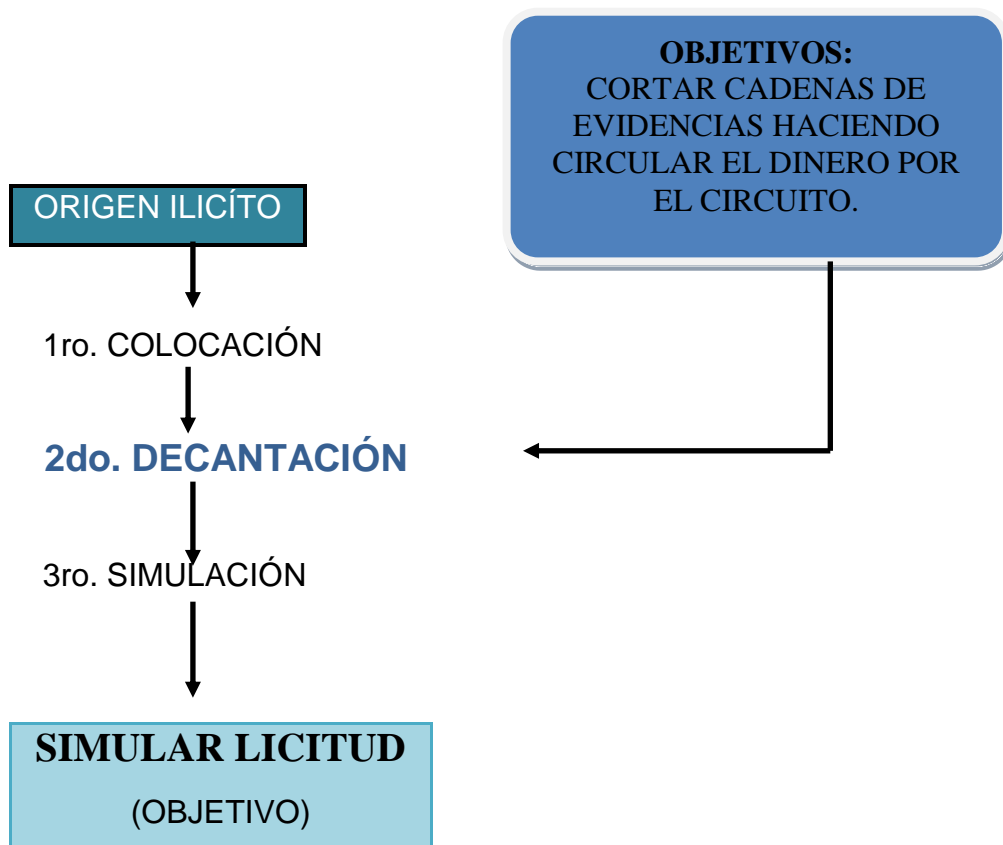 OBJETIVOS:
CORTAR CADENAS DE
EVIDENCIAS HACIENDO
CIRCULAR EL DINERO POR
EL CIRCUITO.
ORIGEN ILICÍTO
1ro. COLOCACIÓN
2do. DECANTACIÓN
3ro. SIMULACIÓN
SIMULAR LICITUD
(OBJETIVO)